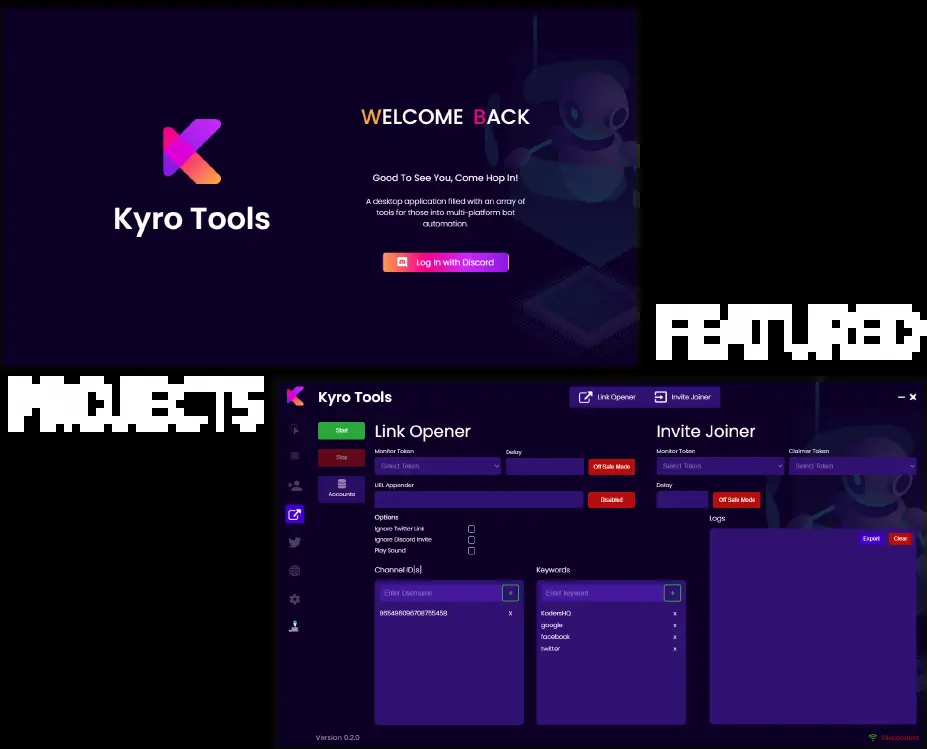 WELCOME BACK
Good To See You, Come Hop In!
A desktop application filled with an array of
tools for those into multi-platform bot
automation.
Log In with Discord
Kyro Tools
FEATURED
PROJECTS
Kyro Tools
Link Opener
Invite Joiner
Start
Stop
Accounts
Link Opener
Monitor Token
Delay
Select Token
Off Safe Mode
URL Appender
Disabled
Options
Ignore Twitter Link
Ignore Discord Invite
Play Sound
Channel ID[s]
Enter Username
+
865496096708755458 X
Keywords
Enter keyword
+
KodersHQ x
google x
facebook x
twitter x
Invite Joiner
Monitor Token
Claimer Token
Select Token
Select Token
Delay
Off Safe Mode
Logs
Export
Clear
Version 0.2.0
Disconnect